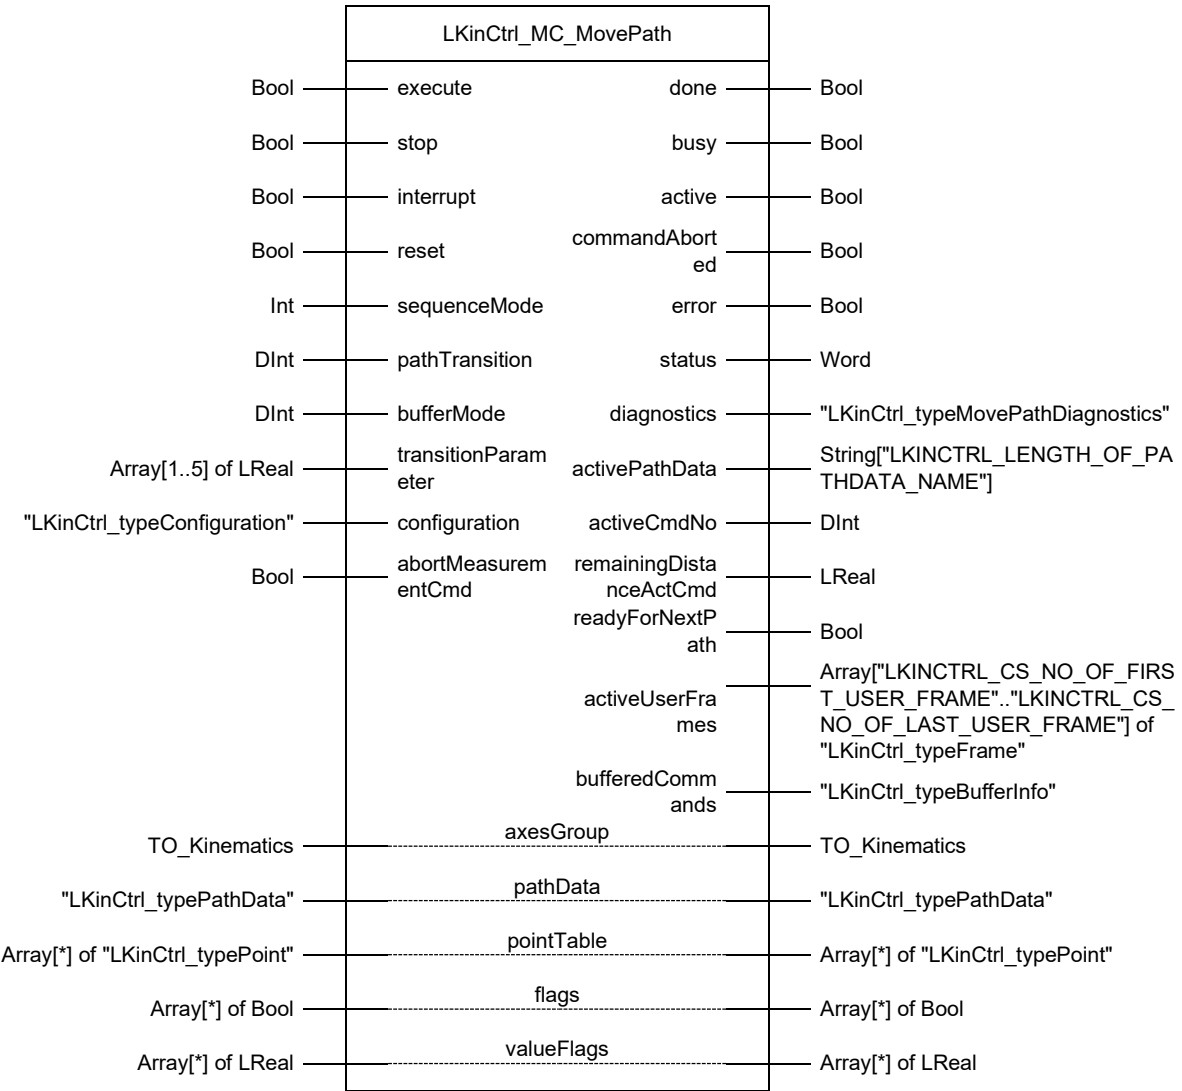 LKinCtrl_MC_MovePath
Bool execute done Bool
Bool stop busy Bool
Bool interrupt active Bool
Bool reset commandAbort
ed Bool
Int sequenceMode error Bool
DInt pathTransition status Word
DInt bufferMode diagnostics "LKinCtrl_typeMovePathDiagnostics"
Array[1..5] of LReal transitionParam
eter activePathData String["LKINCTRL_LENGTH_OF_PA
THDATA_NAME"]
"LKinCtrl_typeConfiguration" configuration activeCmdNo DInt
Bool abortMeasurem
entCmd remainingDista
nceActCmd LReal
readyForNextP
ath Bool
activeUserFra
mes Array["LKINCTRL_CS_NO_OF_FIRS
T_USER_FRAME".."LKINCTRL_CS_
NO_OF_LAST_USER_FRAME"] of
"LKinCtrl_typeFrame"
bufferedComm
ands "LKinCtrl_typeBufferInfo"
TO_Kinematics axesGroup TO_Kinematics
"LKinCtrl_typePathData" pathData "LKinCtrl_typePathData"
Array[*] of "LKinCtrl_typePoint" pointTable Array[*] of "LKinCtrl_typePoint"
Array[*] of Bool flags Array[*] of Bool
Array[*] of LReal valueFlags Array[*] of LReal